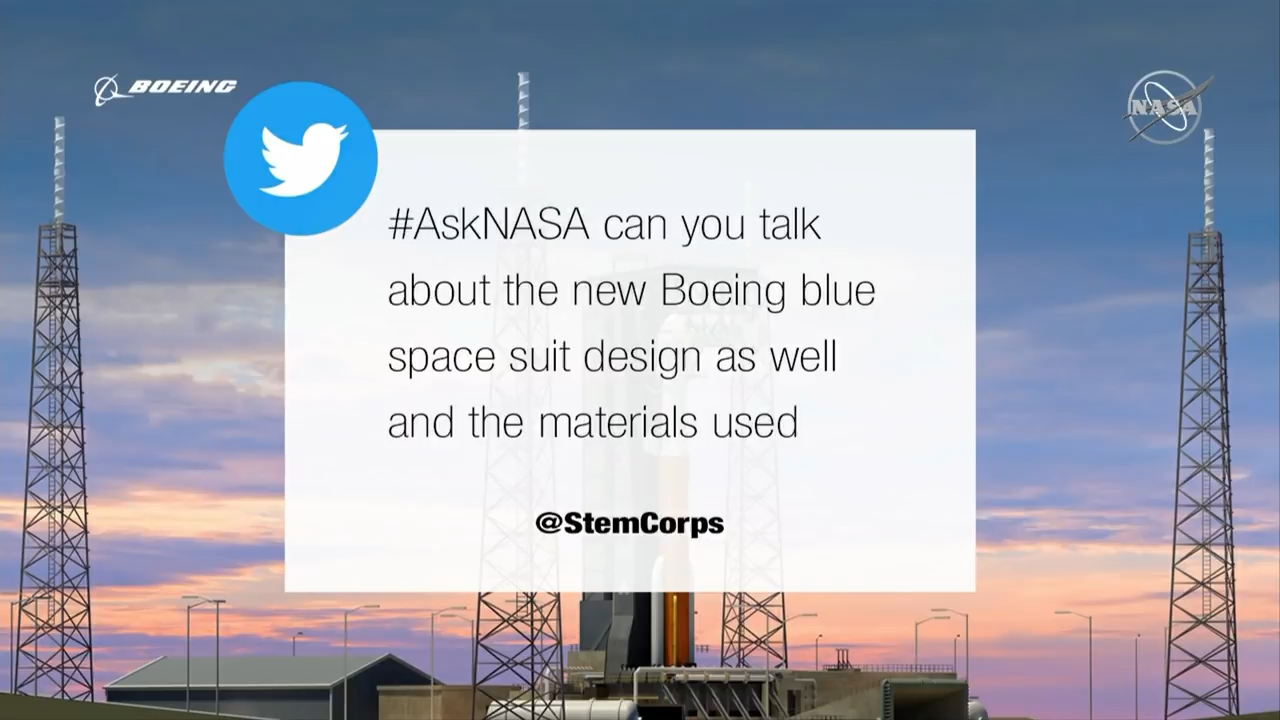 BOEING
NASA
#AskNASA can you talk
about the new Boeing blue
space suit design as well
and the materials used
@StemCorps